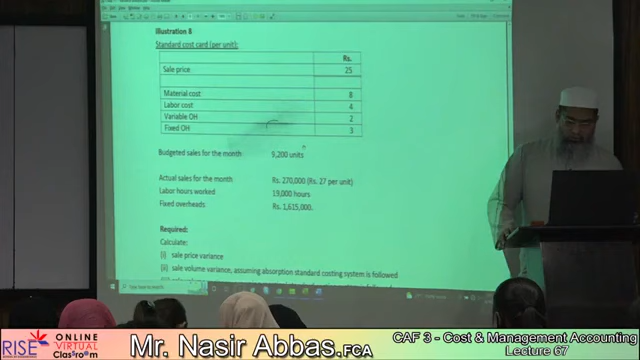 Illustration 8
Standard cost card (per unit):
Rs.
Sale price 25
Material cost 8
Labor cost 4
Variable OH 2
Fixed OH 3
Budgeted sales for the month 9,200 units
Actual sales for the month Rs. 270,000 (Rs. 27 per unit)
Labor hours worked 19,000 hours
Fixed overheads Rs. 1,615,000.
Required:
Calculate:
(i) sale price variance
(ii) sale volume variance, assuming absorption standard costing system is followed
RISE ONLINE VIRTUAL Classroom
Mr. Nasir Abbas.FCA
CAF 3 - Cost & Management Accounting
Lecture 67